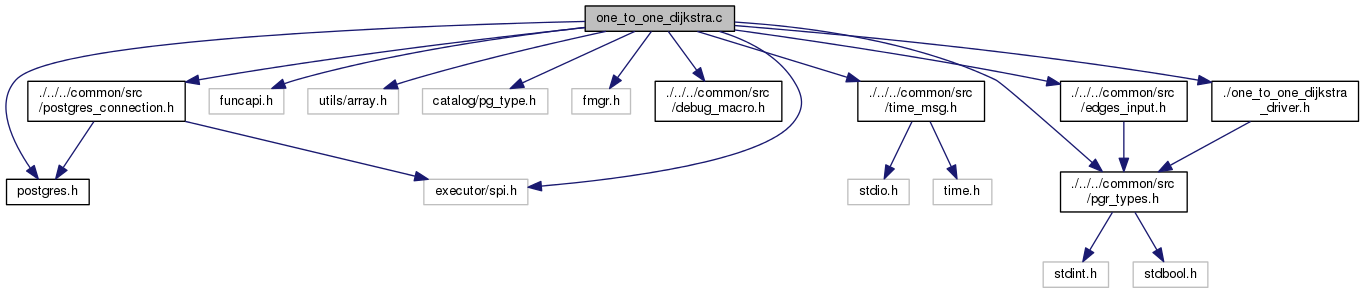 one_to_one_dijkstra.c
./../../common/src
/postgres_connection.h
funcapi.h
utils/array.h
catalog/pg_type.h
fmgr.h
./../../common/src
/debug_macro.h
./../../common/src
/time_msg.h
./../../common/src
/edges_input.h
./one_to_one_dijkstra
_driver.h
postgres.h
executor/spi.h
stdio.h
time.h
./../../common/src
/pgr_types.h
stdint.h
stdbool.h